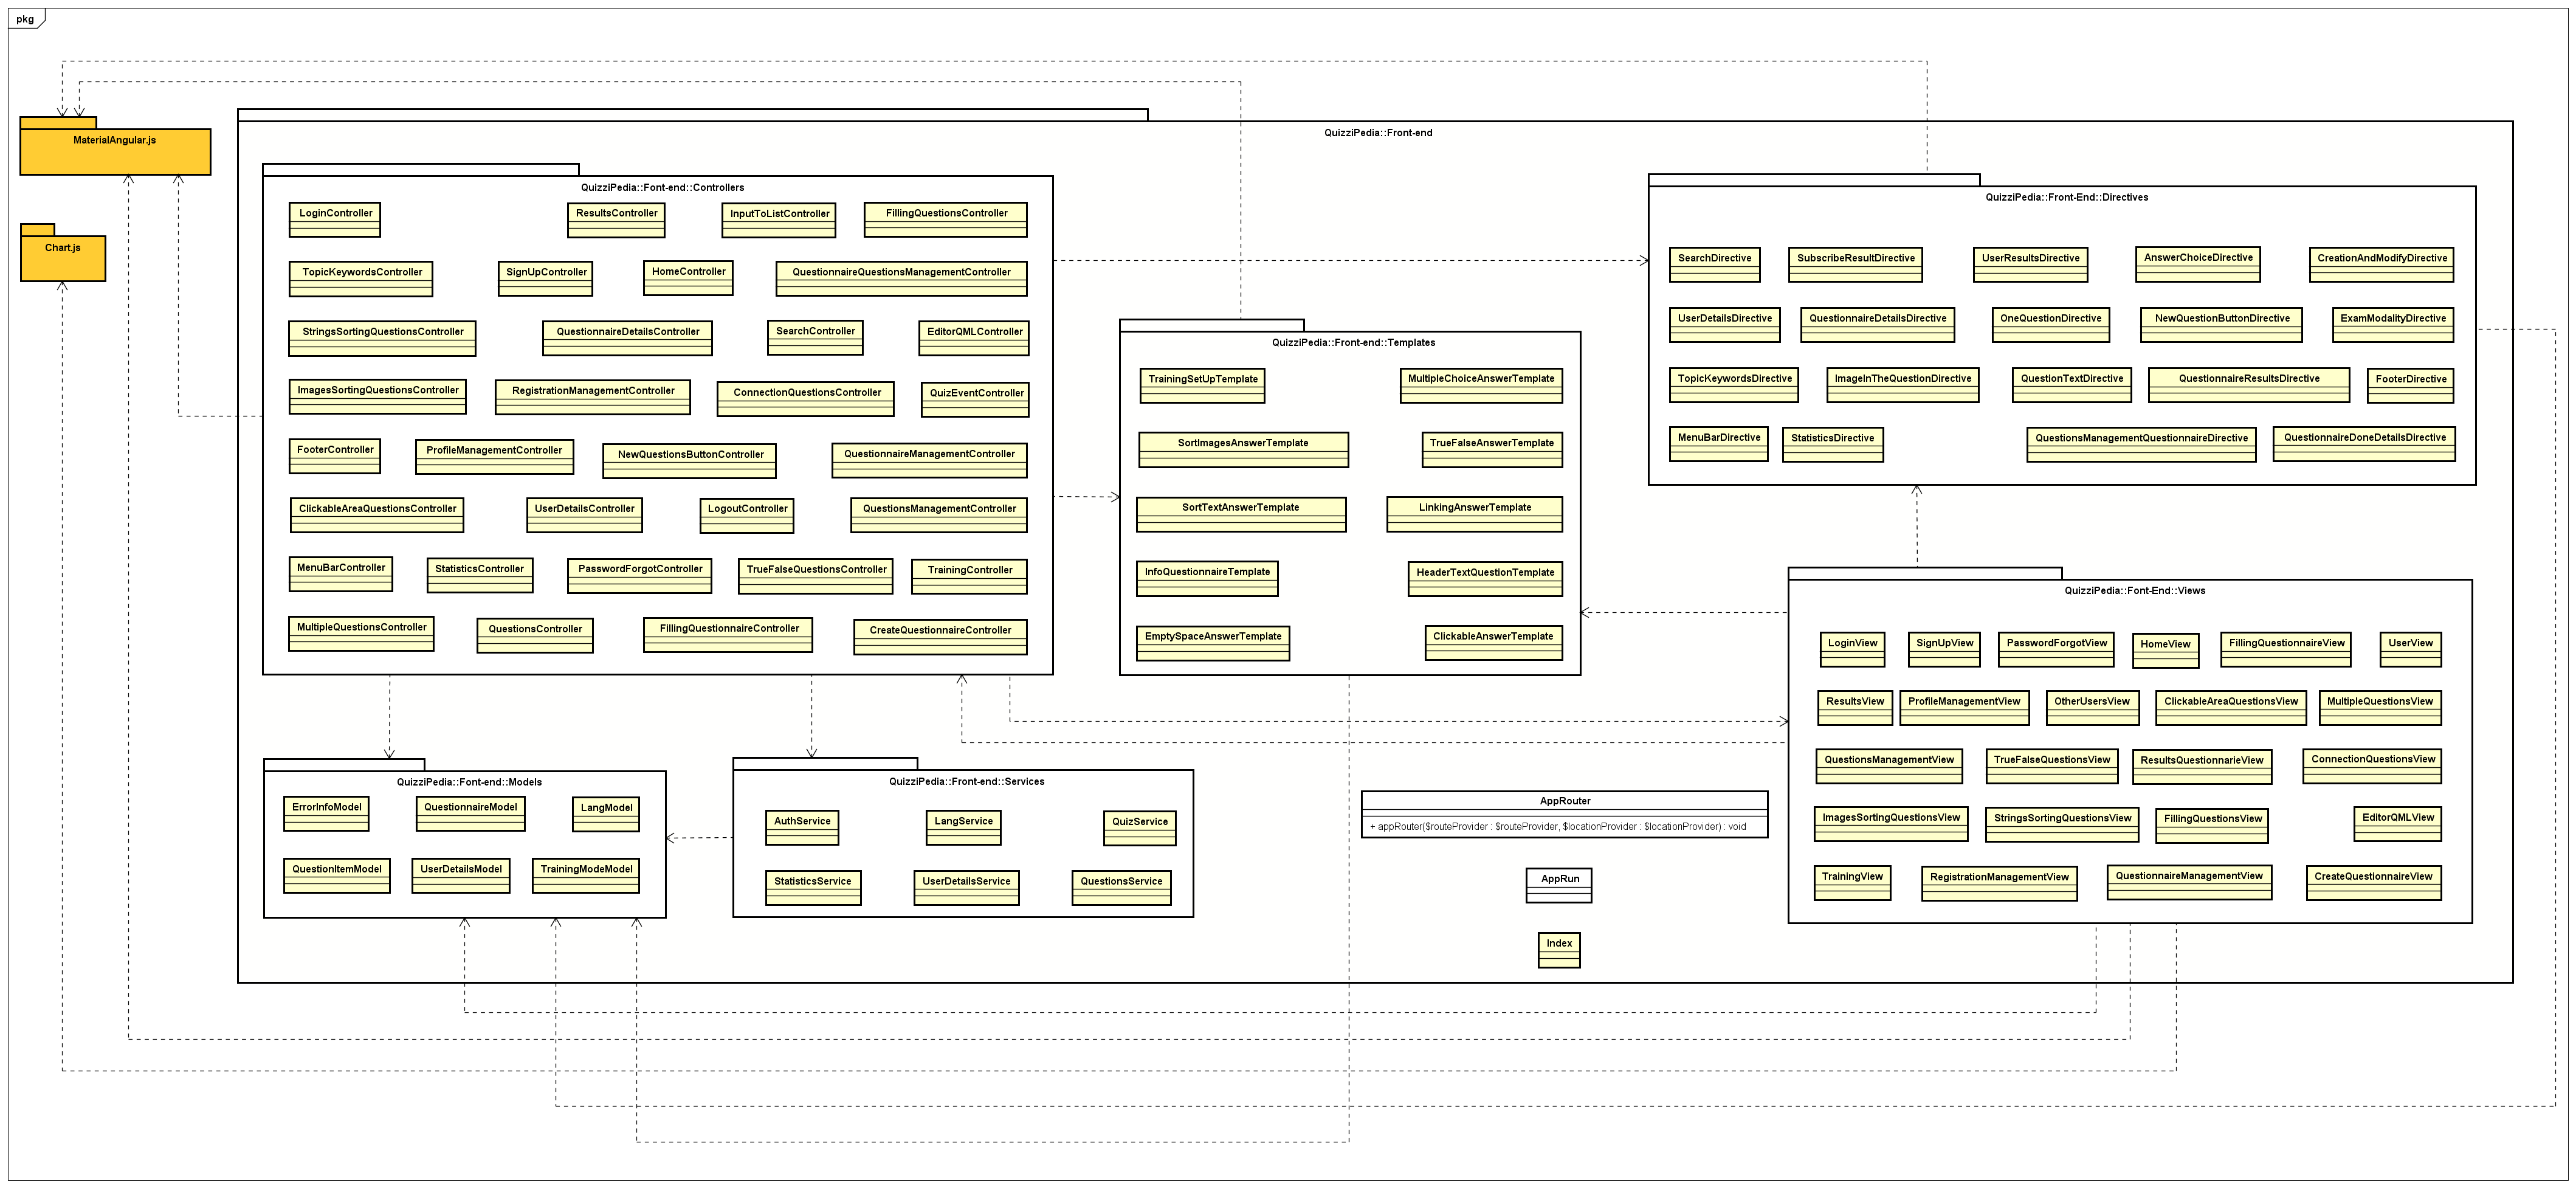 pkg
MaterialAngular.js
Chart.js
QuizziPedia::Front-end
QuizziPedia::Font-end::Controllers
LoginController
ResultsController
InputToListController
FillingQuestionsController
TopicKeywordsController
SignUpController
HomeController
QuestionnaireQuestionsManagementController
StringsSortingQuestionsController
QuestionnaireDetailsController
SearchController
EditorQMLController
ImagesSortingQuestionsController
RegistrationManagementController
ConnectionQuestionsController
QuizEventController
FooterController
ProfileManagementController
NewQuestionsButtonController
QuestionnaireManagementController
ClickableAreaQuestionsController
UserDetailsController
LogoutController
QuestionsManagementController
MenuBarController
StatisticsController
PasswordForgotController
TrueFalseQuestionsController
TrainingController
MultipleQuestionsController
QuestionsController
FillingQuestionnaireController
CreateQuestionnaireController
QuizziPedia::Front-end::Templates
TrainingSetUpTemplate
MultipleChoiceAnswerTemplate
SortImagesAnswerTemplate
TrueFalseAnswerTemplate
SortTextAnswerTemplate
LinkingAnswerTemplate
InfoQuestionnaireTemplate
HeaderTextQuestionTemplate
EmptySpaceAnswerTemplate
ClickableAnswerTemplate
QuizziPedia::Front-End::Directives
SearchDirective
SubscribeResultDirective
UserResultsDirective
AnswerChoiceDirective
CreationAndModifyDirective
UserDetailsDirective
QuestionnaireDetailsDirective
OneQuestionDirective
NewQuestionButtonDirective
ExamModalityDirective
TopicKeywordsDirective
ImageInTheQuestionDirective
QuestionTextDirective
QuestionnaireResultsDirective
FooterDirective
MenuBarDirective
StatisticsDirective
QuestionsManagementQuestionnaireDirective
QuestionnaireDoneDetailsDirective
QuizziPedia::Font-End::Views
LoginView
SignUpView
PasswordForgotView
HomeView
FillingQuestionnaireView
UserView
ResultsView
ProfileManagementView
OtherUsersView
ClickableAreaQuestionsView
MultipleQuestionsView
QuestionsManagementView
TrueFalseQuestionsView
ResultsQuestionnarieView
ConnectionQuestionsView
ImagesSortingQuestionsView
StringsSortingQuestionsView
FillingQuestionsView
EditorQMLView
TrainingView
RegistrationManagementView
QuestionnaireManagementView
CreateQuestionnaireView
QuizziPedia::Font-end::Models
ErrorInfoModel
QuestionnaireModel
LangModel
QuestionItemModel
UserDetailsModel
TrainingModeModel
QuizziPedia::Front-end::Services
AuthService
LangService
QuizService
StatisticsService
UserDetailsService
QuestionsService
AppRouter
+ appRouter($routeProvider : $routeProvider, $locationProvider : $locationProvider) : void
AppRun
Index